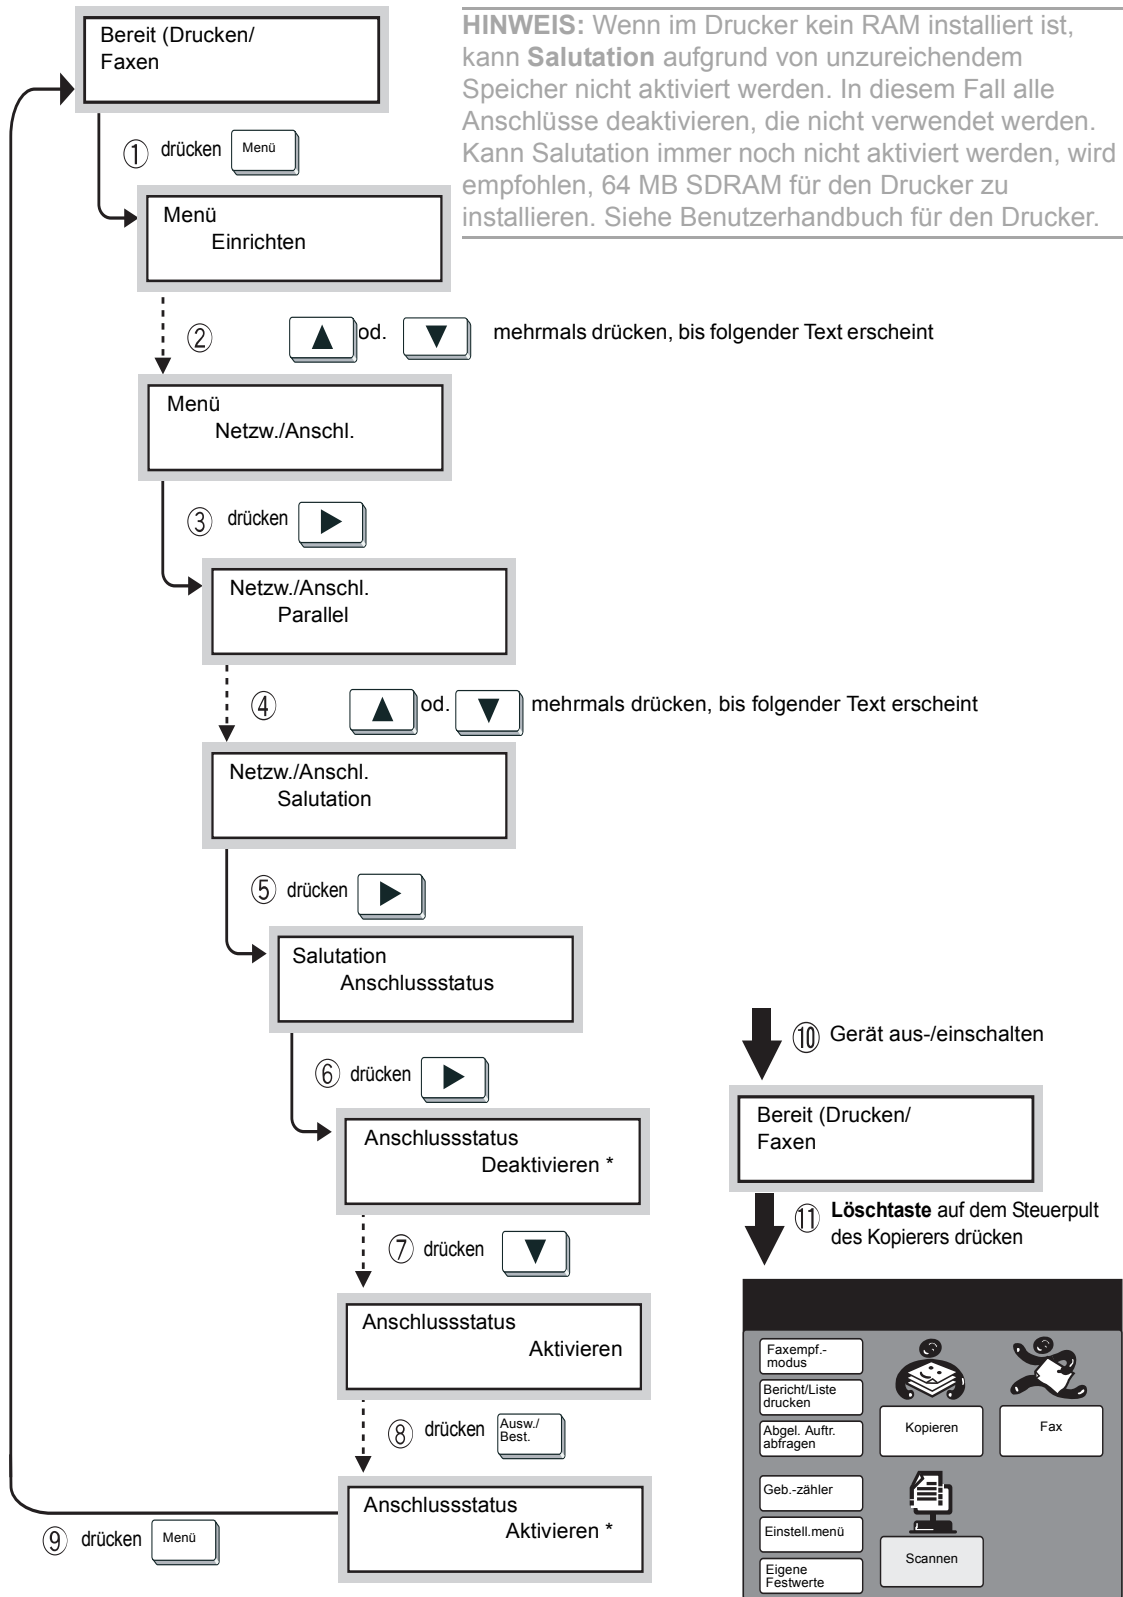 Bereit (Drucken/
Faxen
HINWEIS: Wenn im Drucker kein RAM installiert ist,
kann Salutation aufgrund von unzureichendem
Speicher nicht aktiviert werden. In diesem Fall alle
Anschlüsse deaktivieren, die nicht verwendet werden.
Kann Salutation immer noch nicht aktiviert werden, wird
empfohlen, 64 MB SDRAM für den Drucker zu
installieren. Siehe Benutzerhandbuch für den Drucker.
① drücken Menü
Menü
Einrichten
② od. mehrmals drücken, bis folgender Text erscheint
Menü
Netzw./Anschl.
③ drücken
Netzw./Anschl.
Parallel
④ od. mehrmals drücken, bis folgender Text erscheint
Netzw./Anschl.
Salutation
⑤ drücken
Salutation
Anschlussstatus
⑥ drücken
Anschlussstatus
Deaktivieren *
⑦ drücken
Anschlussstatus
Aktivieren
⑧ drücken Ausw./
Best.
Anschlussstatus
Aktivieren *
⑨ drücken Menü
⑩ Gerät aus-/einschalten
Bereit (Drucken/
Faxen
⑪ Löschtaste auf dem Steuerpult
des Kopierers drücken
Faxempf.-
modus
Bericht/Liste
drucken
Abgel. Auftr.
abfragen
Kopieren
Fax
Geb.-zähler
Einstell.menü
Eigene
Festwerte
Scannen